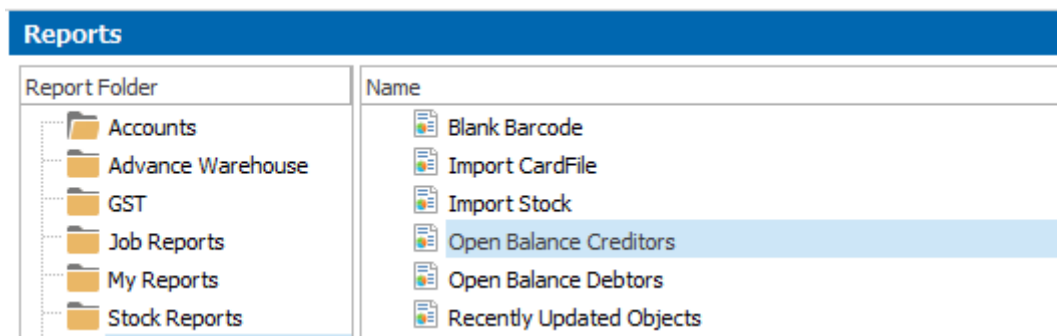 Reports
Report Folder
Accounts
Advance Warehouse
GST
Job Reports
My Reports
Stock Reports
Name
Blank Barcode
Import CardFile
Import Stock
Open Balance Creditors
Open Balance Debtors
Recently Updated Objects